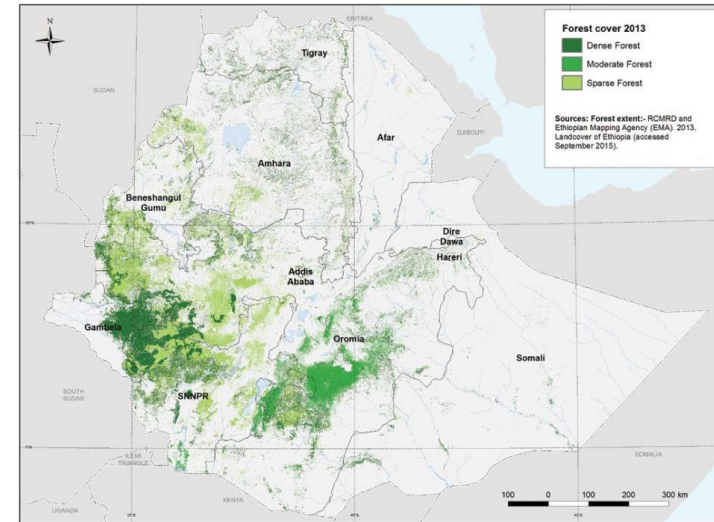 N
ERITREA
Tigray
SUDAN
Afar
DJIBOUTI
Amhara
Beneshangul
Gumu
Dire
Dawa
Hareri
Addis
Ababa
Gambela
Oromia
Somali
SNNPR
SOUTH
SUDAN
ILEMI
TRIANGLE
SOMALIA
UGANDA
KENYA
Forest cover 2013
Dense Forest
Moderate Forest
Sparse Forest
Sources: Forest extent:- RCMRD and
Ethiopian Mapping Agency (EMA). 2013.
Landcover of Ethiopia (accessed
September 2015).
100 0 100 200 300 km